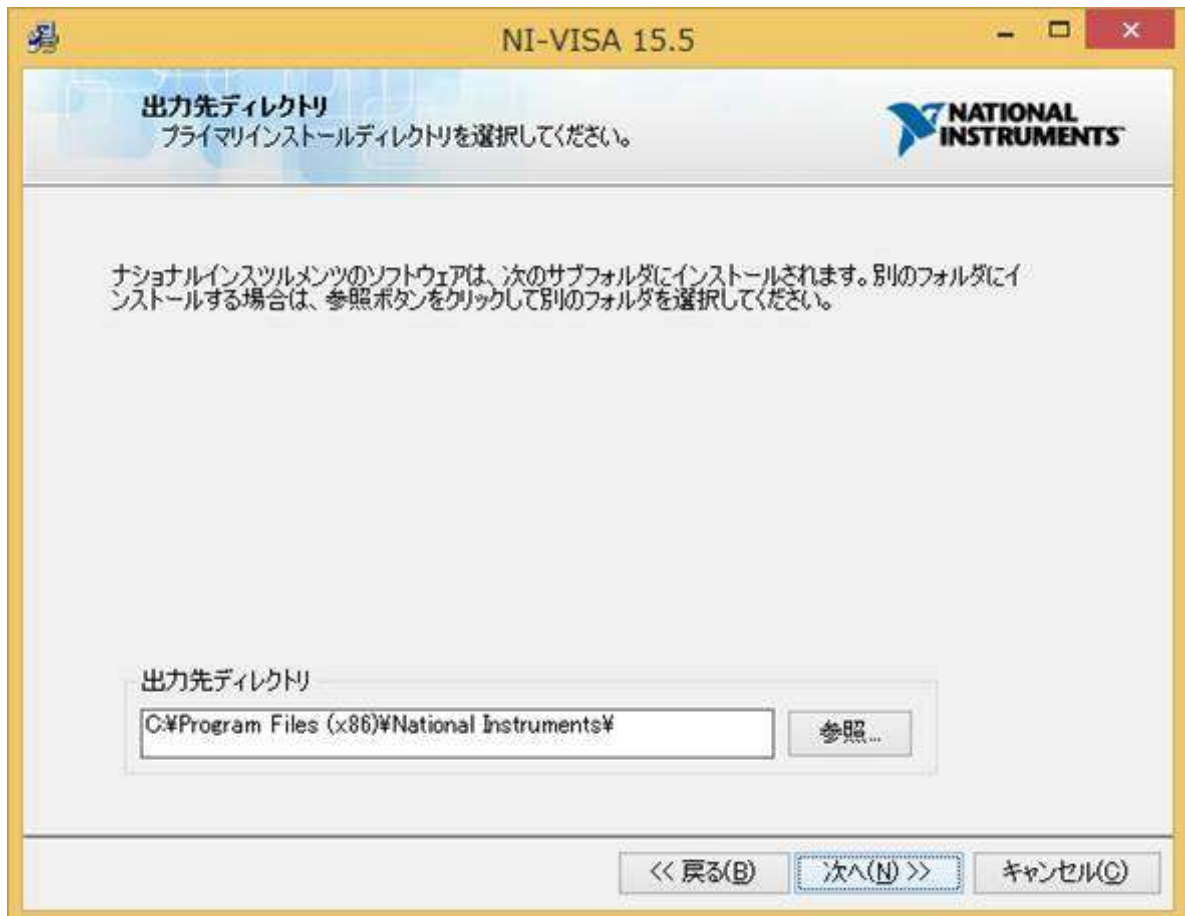 NI-VISA 15.5
出力先ディレクトリ
プライマリインストールディレクトリを選択してください。
NATIONAL
INSTRUMENTS™
ナショナルインスツルメンツのソフトウェアは、次のサブフォルダにインストールされます。別のフォルダにイ
ンストールする場合は、参照ボタンをクリックして別のフォルダを選択してください。
出力先ディレクトリ
C:¥Program Files (x86)¥National Instruments¥
参照...
<< 戻る(B)
次へ(N) >>
キャンセル(C)